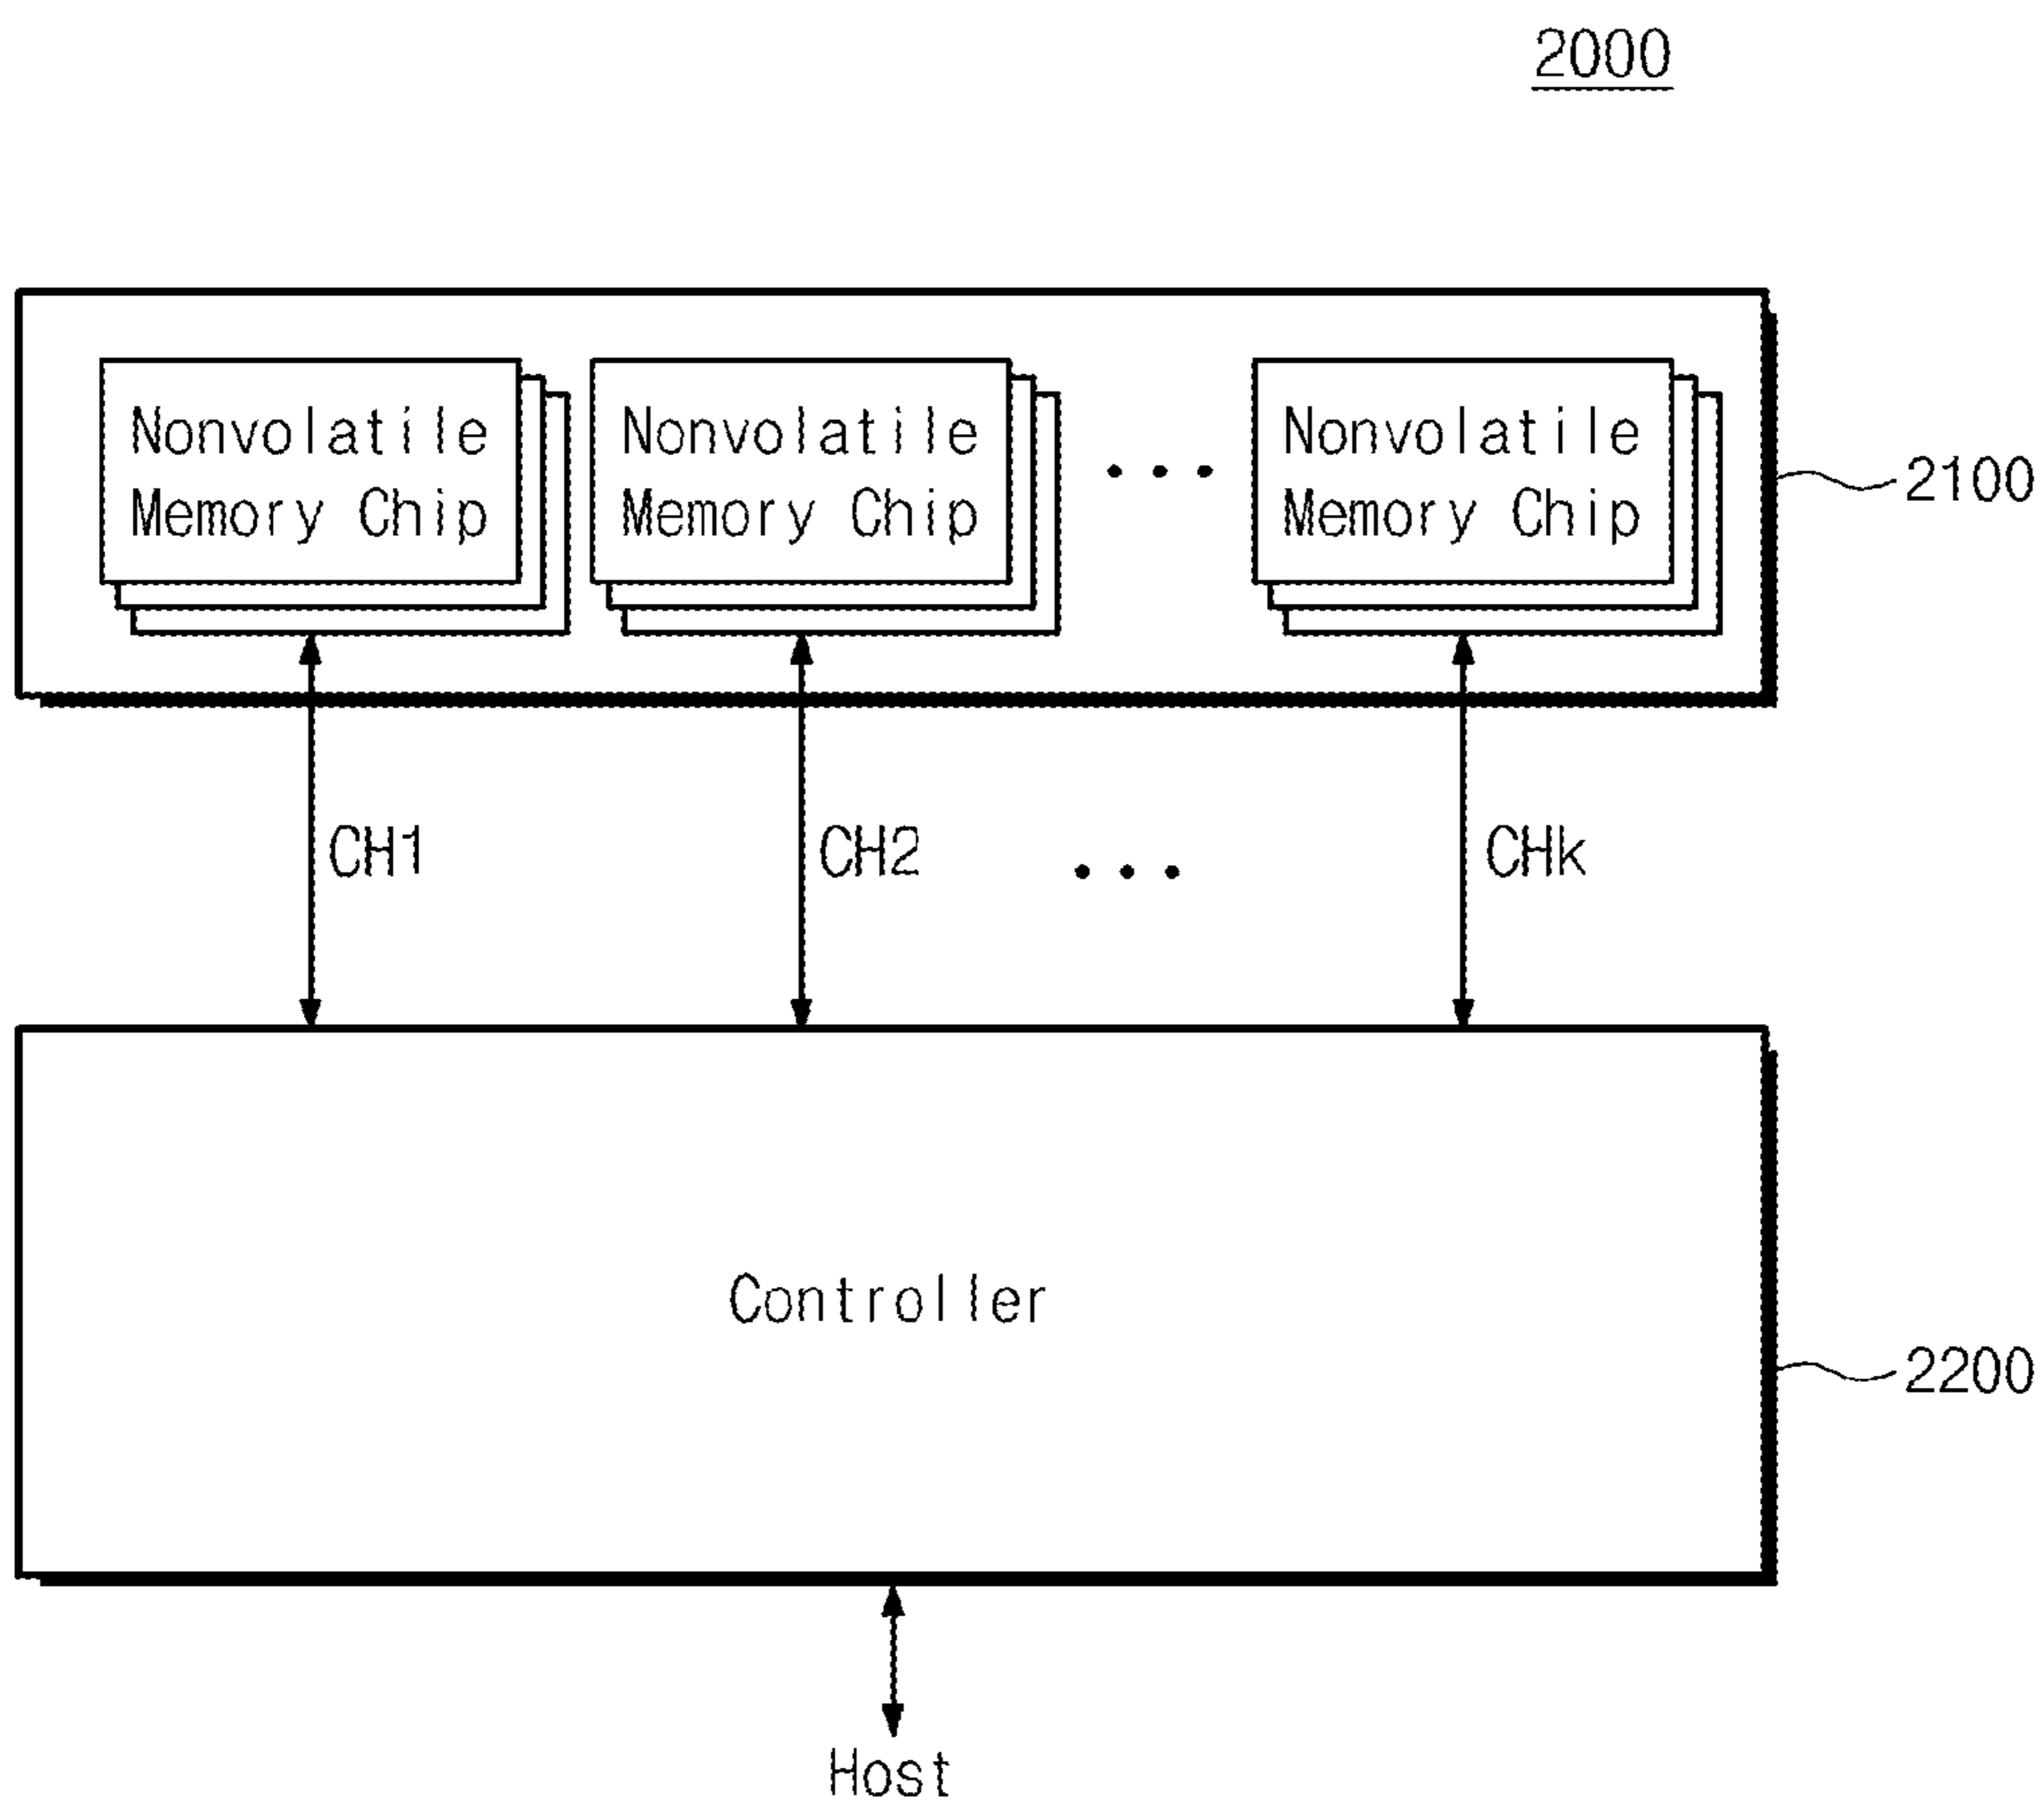 2000
Nonvolatile
Memory Chip
Nonvolatile
Memory Chip
...
Nonvolatile
Memory Chip
2100
CH1
CH2
...
CHk
Controller
2200
Host